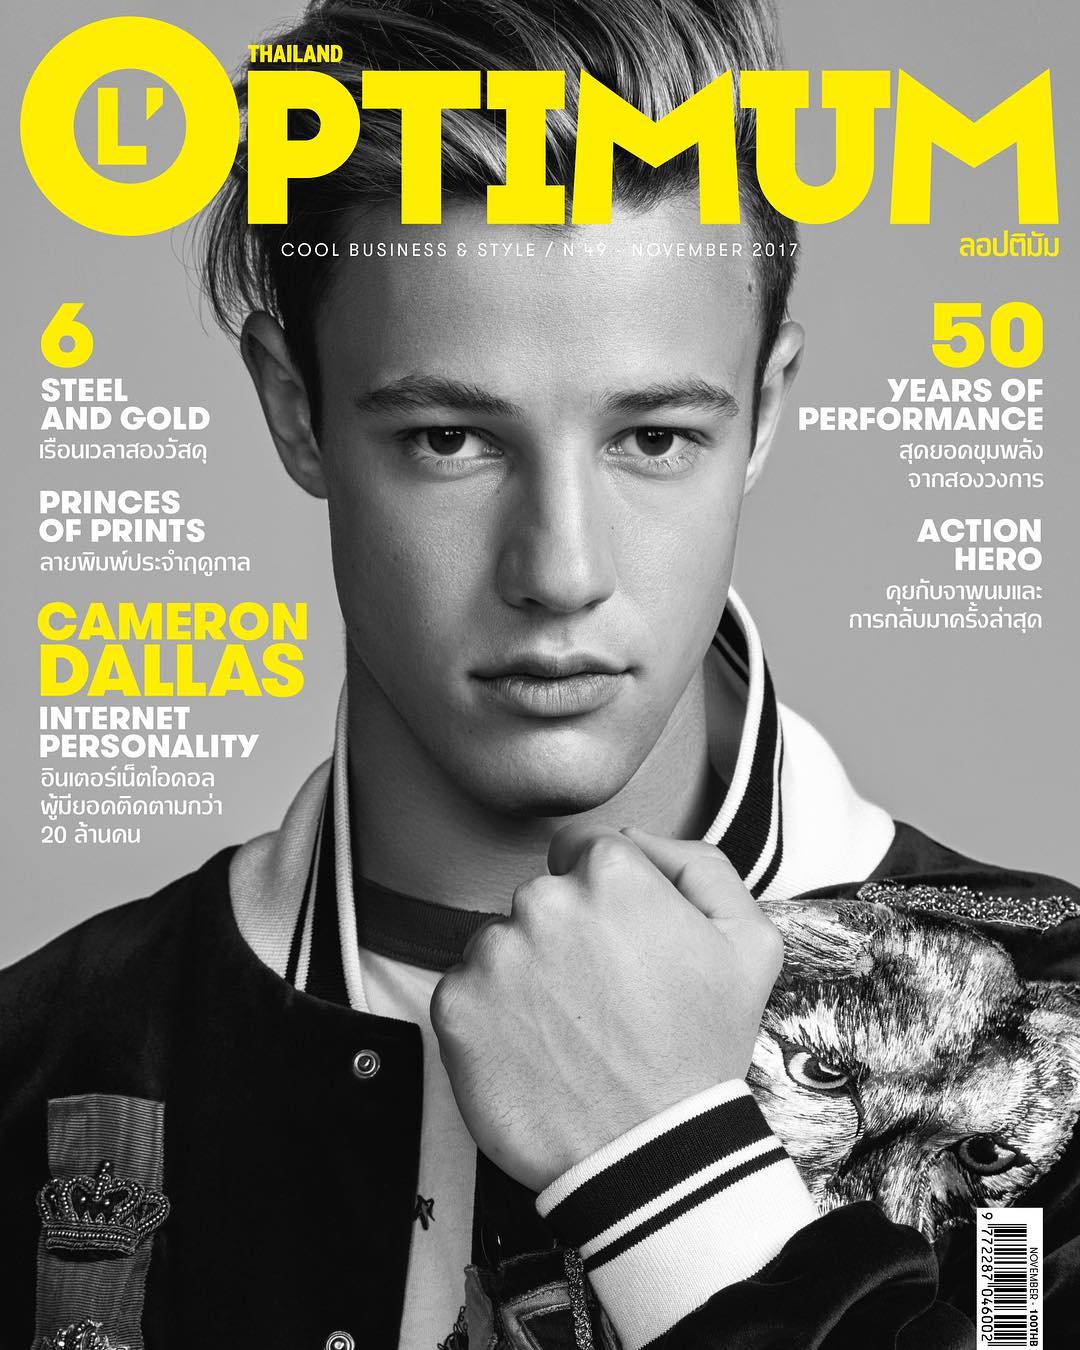 THAILAND
L'OPTIMUM
ลอปติมัม
COOL BUSINESS & STYLE / N°49 - NOVEMBER 2017
6
STEEL
AND GOLD
เรือนเวลาสองวัสดุ
PRINCES
OF PRINTS
ลายพิมพ์ประจำฤดูกาล
CAMERON
DALLAS
INTERNET
PERSONALITY
อินเตอร์เน็ตไอดอล
ผู้มียอดติดตามกว่า
20 ล้านคน
50
YEARS OF
PERFORMANCE
สุดยอดขุมพลัง
จากสองวงการ
ACTION
HERO
คุยกับจาพนมและ
การกลับมาครั้งล่าสุด
9 772287 046002
NOVEMBER - 100THB